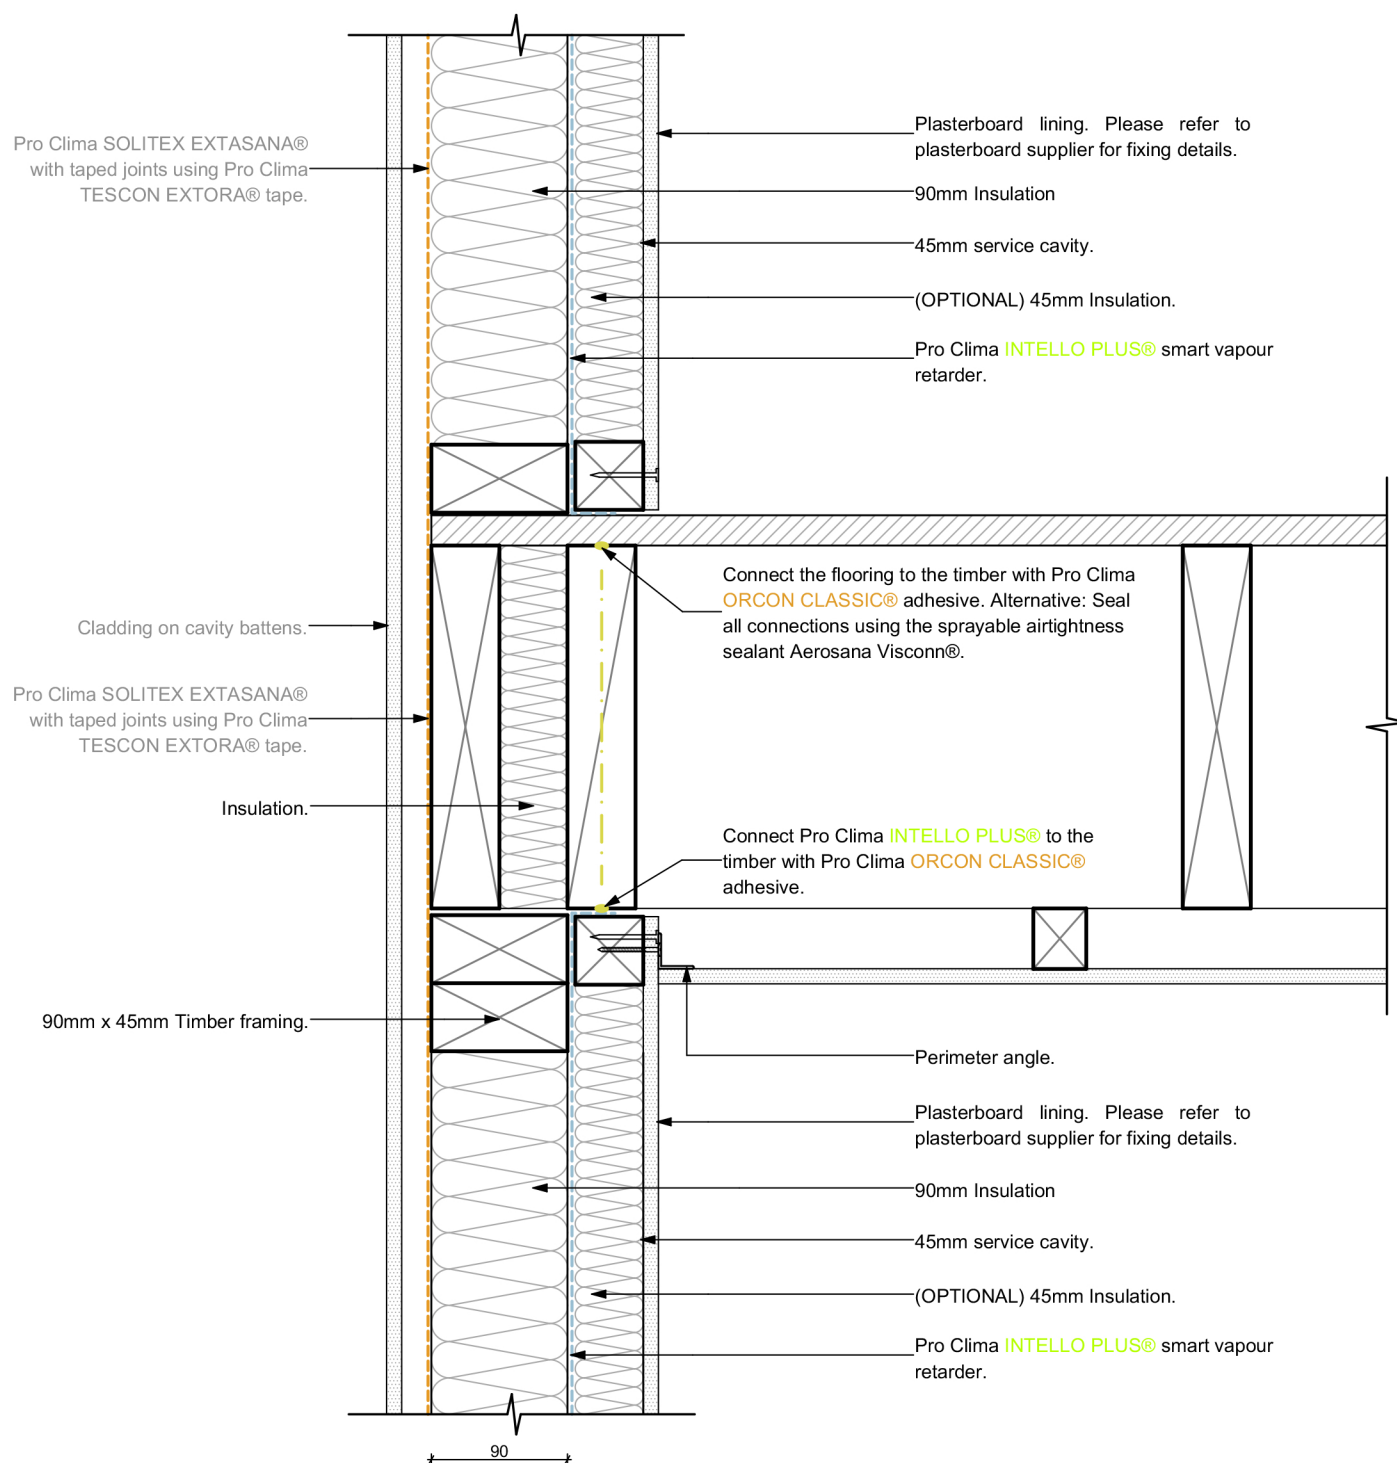 Pro Clima SOLITEX EXTASANA®
with taped joints using Pro Clima
TESCON EXTORA® tape.
Plasterboard lining. Please refer to
plasterboard supplier for fixing details.
90mm Insulation
45mm service cavity.
(OPTIONAL) 45mm Insulation.
Pro Clima INTELLO PLUS® smart vapour
retarder.
Connect the flooring to the timber with Pro Clima
ORCON CLASSIC® adhesive. Alternative: Seal
all connections using the sprayable airtightness
sealant Aerosana Visconn®.
Cladding on cavity battens.
Pro Clima SOLITEX EXTASANA®
with taped joints using Pro Clima
TESCON EXTORA® tape.
Insulation.
Connect Pro Clima INTELLO PLUS® to the
timber with Pro Clima ORCON CLASSIC®
adhesive.
90mm x 45mm Timber framing.
Perimeter angle.
Plasterboard lining. Please refer to
plasterboard supplier for fixing details.
90mm Insulation
45mm service cavity.
(OPTIONAL) 45mm Insulation.
Pro Clima INTELLO PLUS® smart vapour
retarder.
90